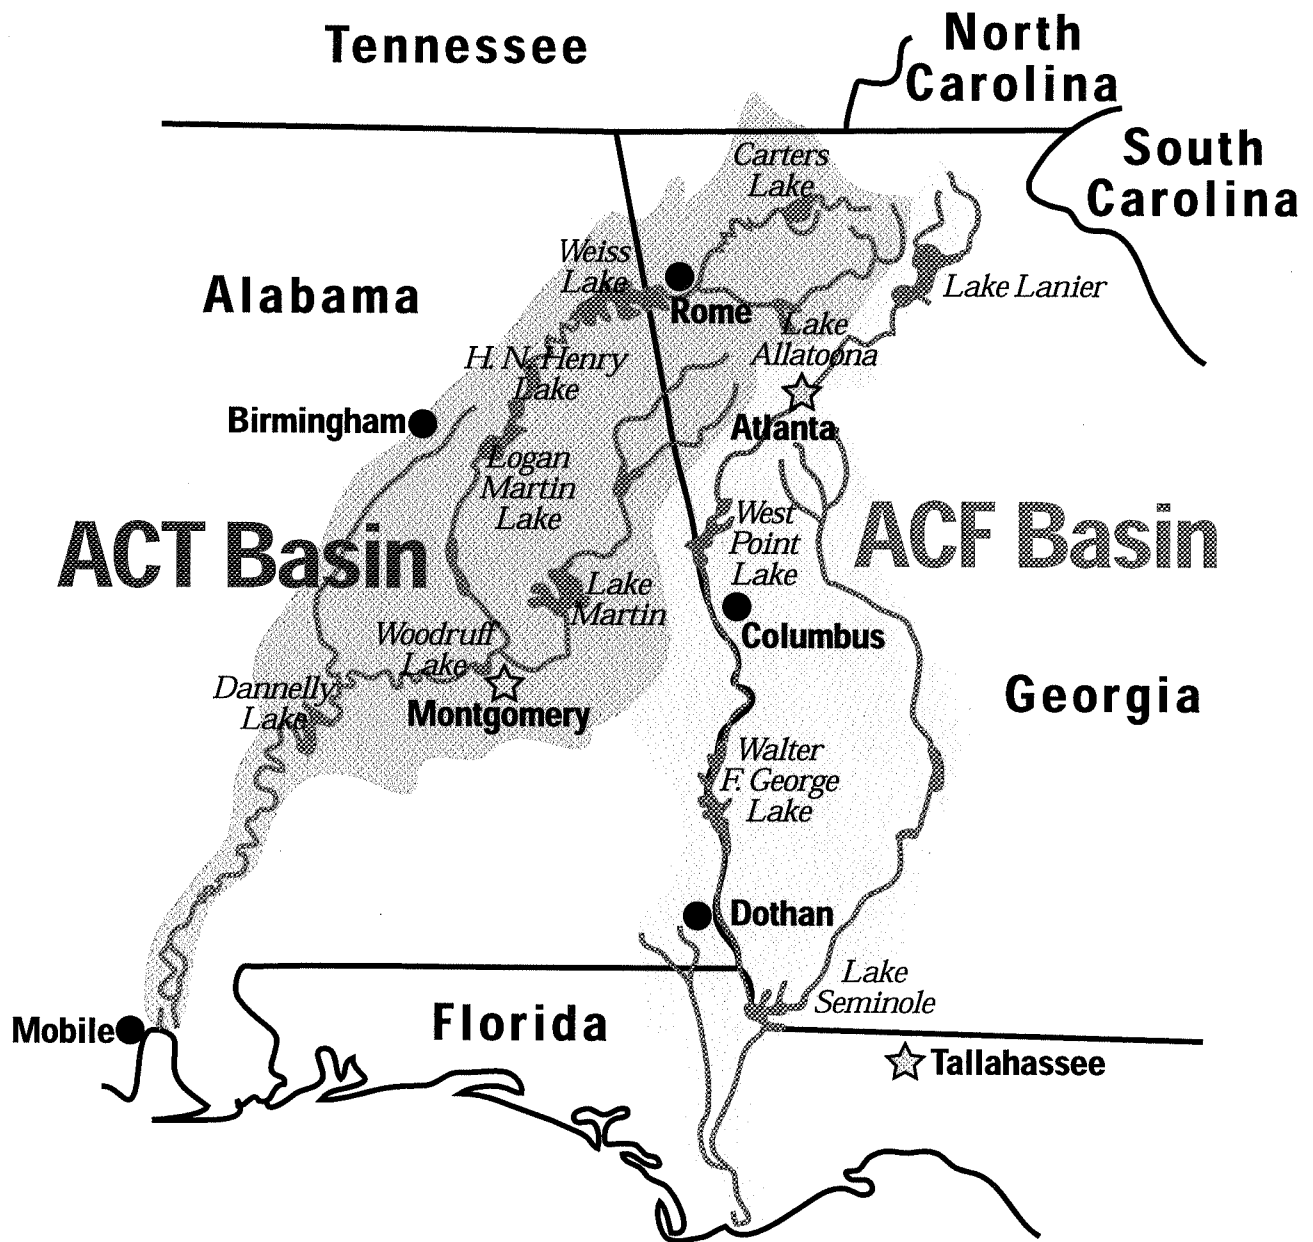 Tennessee
North
Carolina
South
Carolina
Carters
Lake
Weiss
Lake
Alabama
Lake Lanier
Rome
Lake
Allatoona
H. N. Henry
Lake
Birmingham
Atlanta
Logan
Martin
Lake
West
Point
Lake
ACT Basin
ACF Basin
Lake
Martin
Columbus
Woodruff
Lake
Dannelly
Lake
Montgomery
Georgia
Walter
F. George
Lake
Dothan
Lake
Seminole
Florida
Mobile
Tallahassee